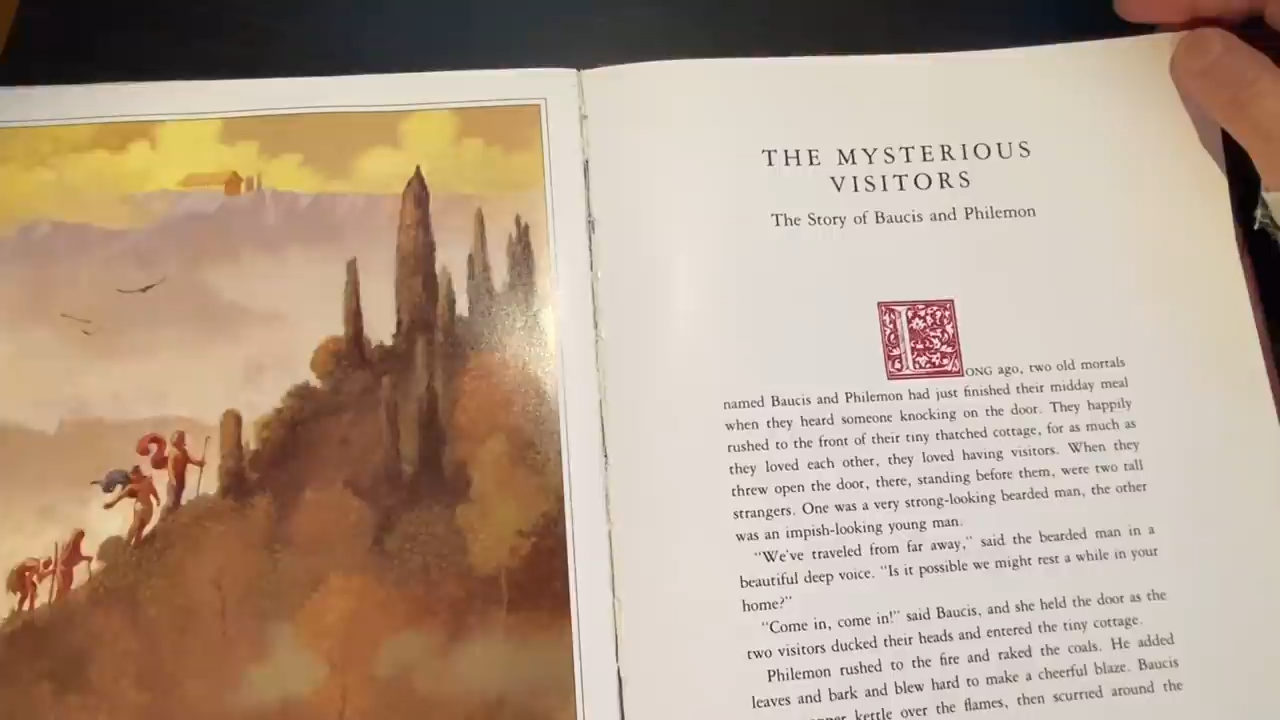 THE MYSTERIOUS
VISITORS
The Story of Baucis and Philemon
LONG ago, two old mortals
named Baucis and Philemon had just finished their midday meal
when they heard someone knocking on the door. They happily
rushed to the front of their tiny thatched cottage, for as much as
they loved each other, they loved having visitors. When they
threw open the door, there, standing before them, were two tall
strangers. One was a very strong-looking bearded man, the other
was an impish-looking young man.
"We've traveled from far away," said the bearded man in a
beautiful deep voice. "Is it possible we might rest a while in your
home?"
"Come in, come in!" said Baucis, and she held the door as the
two visitors ducked their heads and entered the tiny cottage.
Philemon rushed to the fire and raked the coals. He added
leaves and bark and blew hard to make a cheerful blaze. Baucis
kettle over the flames, then scurried around the